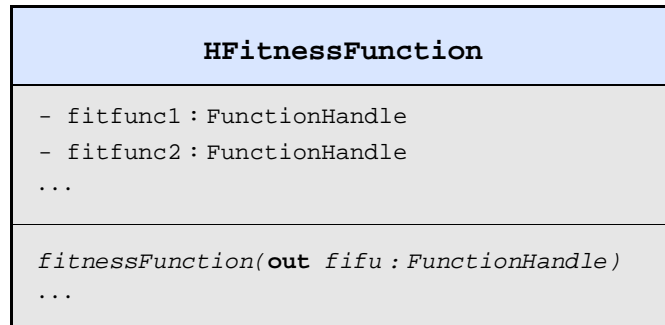 HFitnessFunction
- fitfunc1 : FunctionHandle
- fitfunc2 : FunctionHandle
...
fitnessFunction(out fifu : FunctionHandle)
...